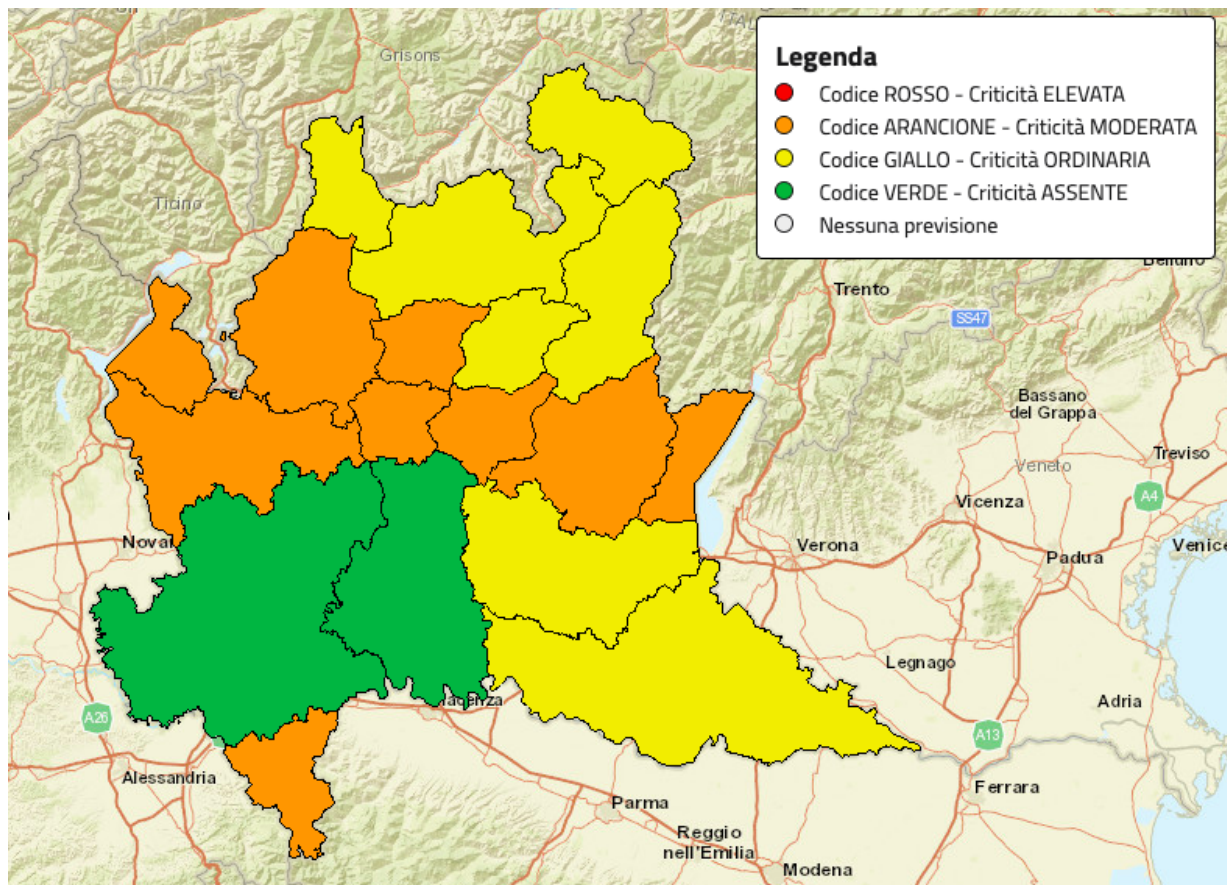 Grisons
Legenda
Codice ROSSO - Criticità ELEVATA
Codice ARANCIONE - Criticità MODERATA
Codice GIALLO - Criticità ORDINARIA
Codice VERDE - Criticità ASSENTE
Nessuna previsione
Ticino
Trento
SS47
Bassano
del Grappa
Treviso
Veneto
A4
Vicenza
Novar
Verona
Venice
Padua
Legnago
Adria
A26
A13
Alessandria
Ferrara
Parma
Reggio
nell'Emilia
Modena